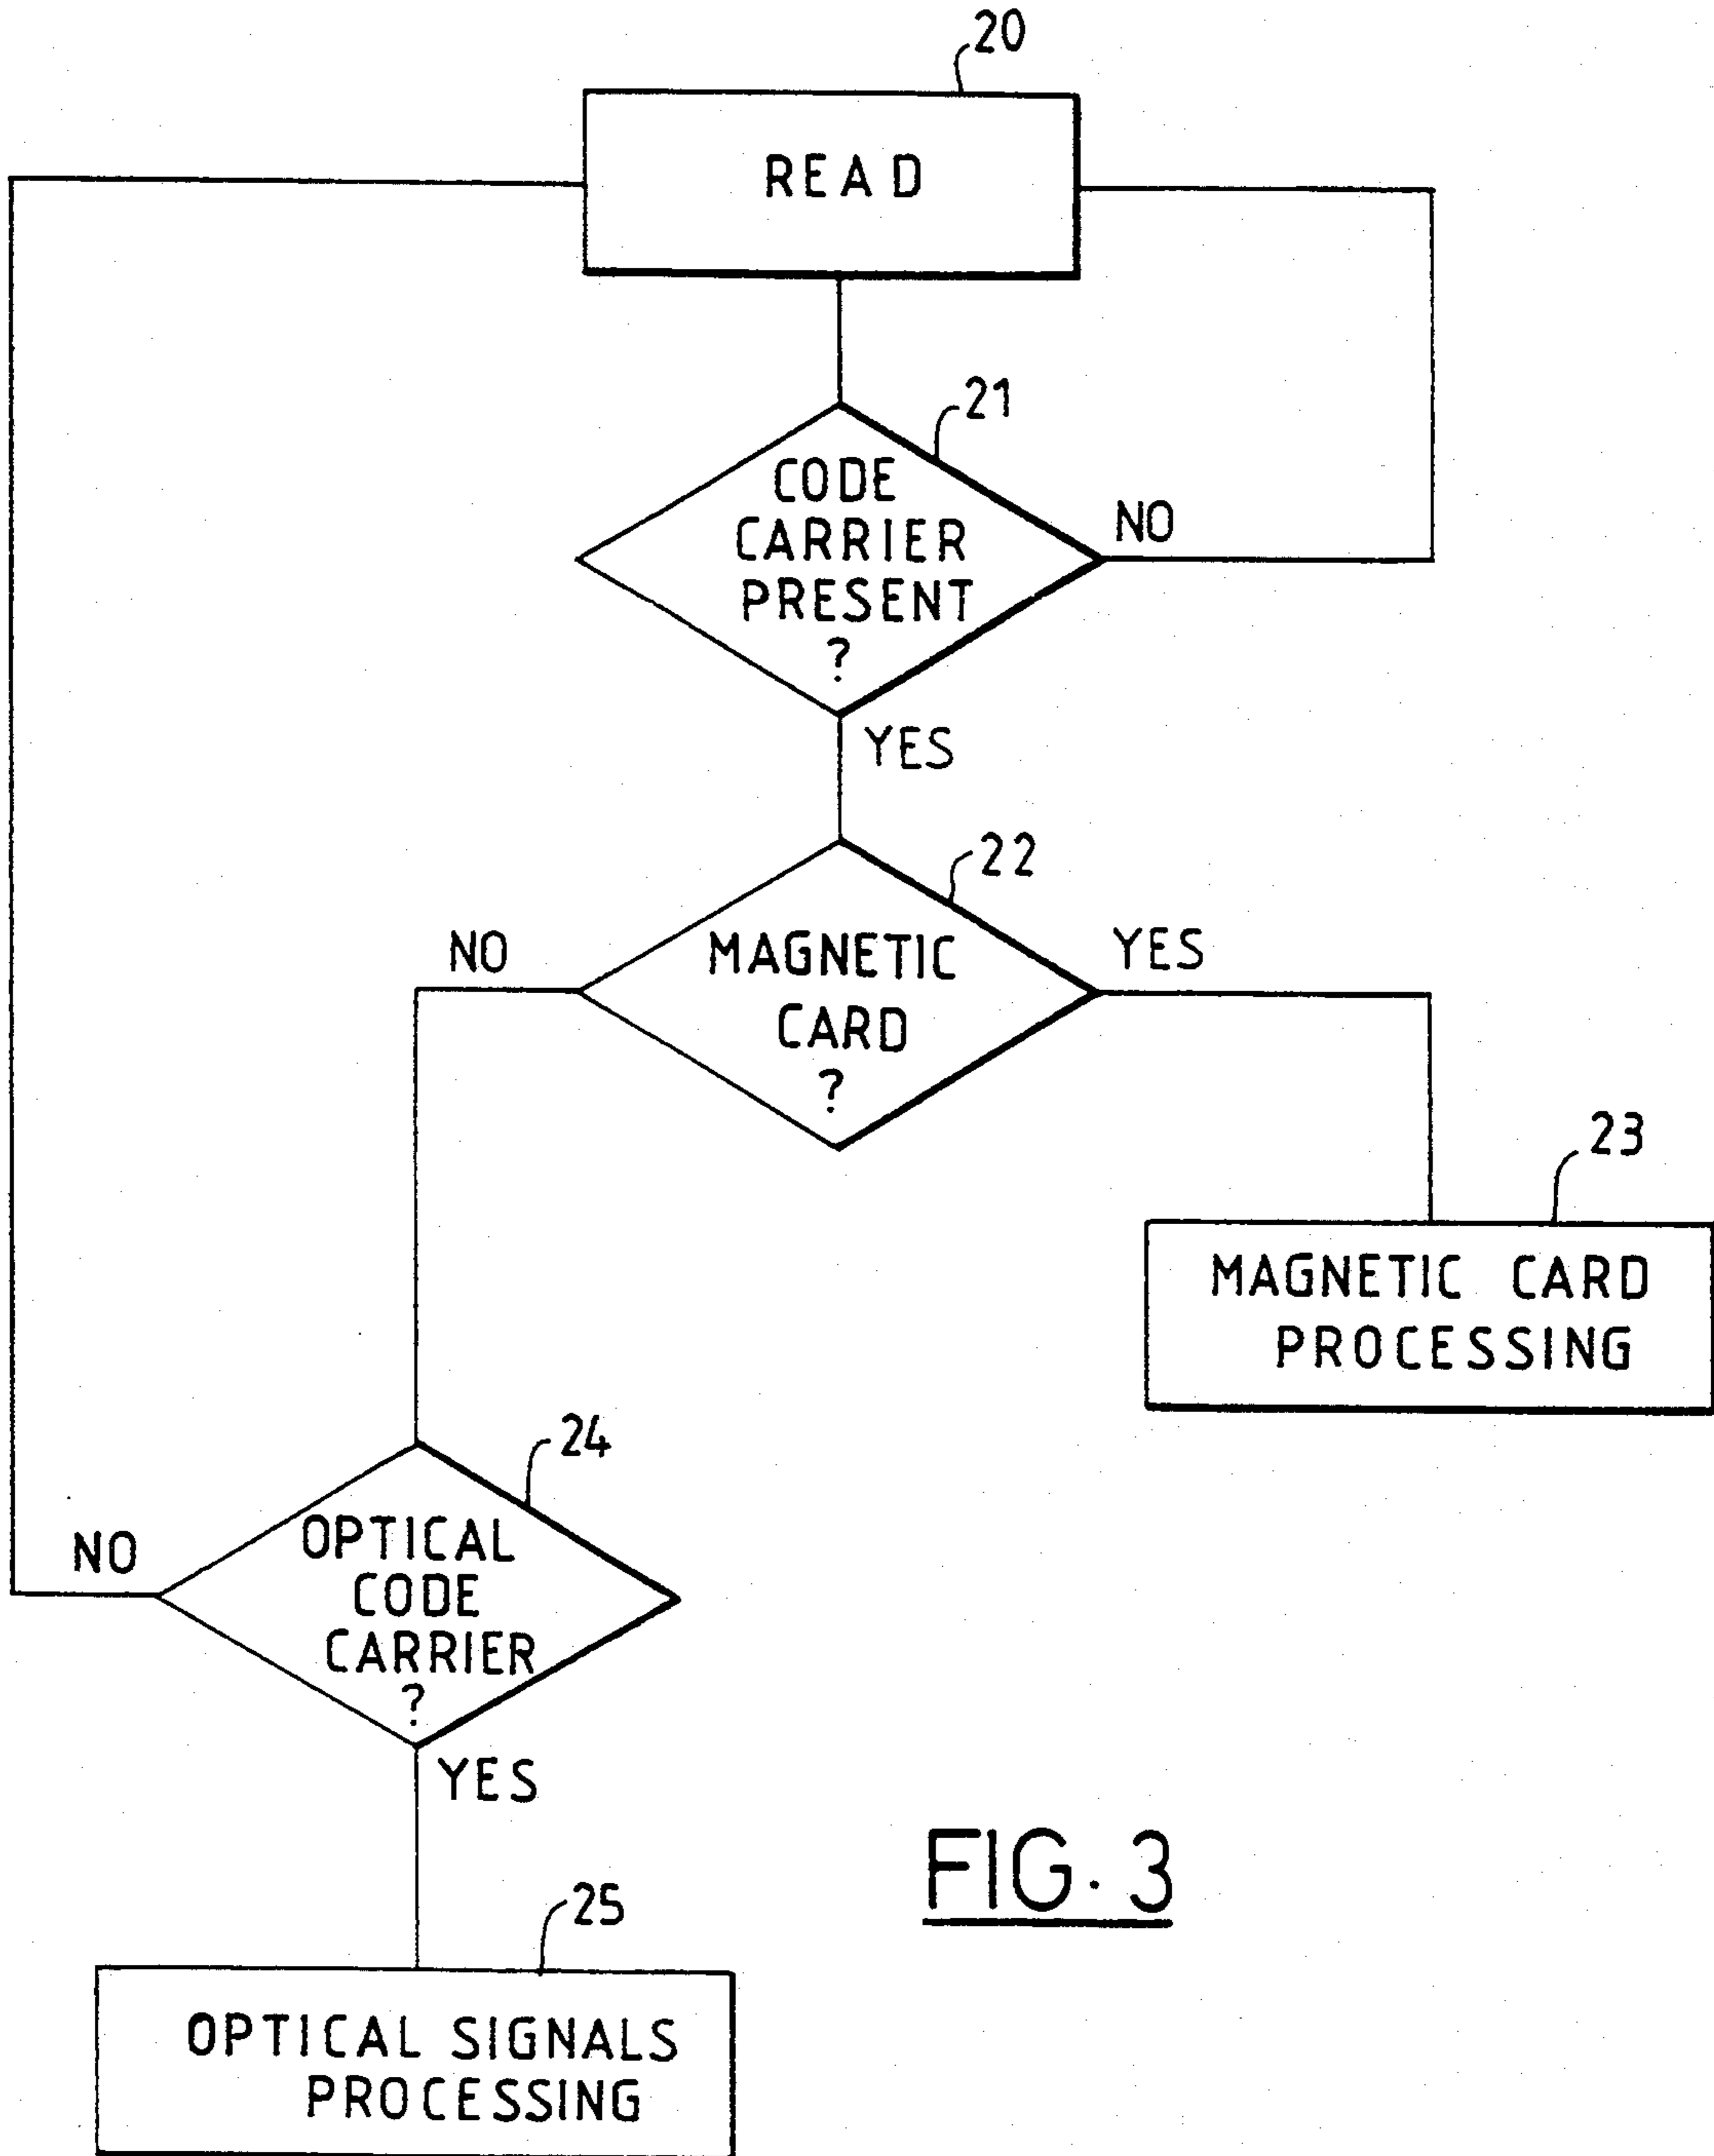 20
READ
21
CODE
CARRIER
PRESENT
?
NO
YES
22
NO
MAGNETIC
CARD
?
YES
23
MAGNETIC CARD
PROCESSING
24
NO
OPTICAL
CODE
CARRIER
?
YES
25
OPTICAL SIGNALS
PROCESSING
FIG. 3